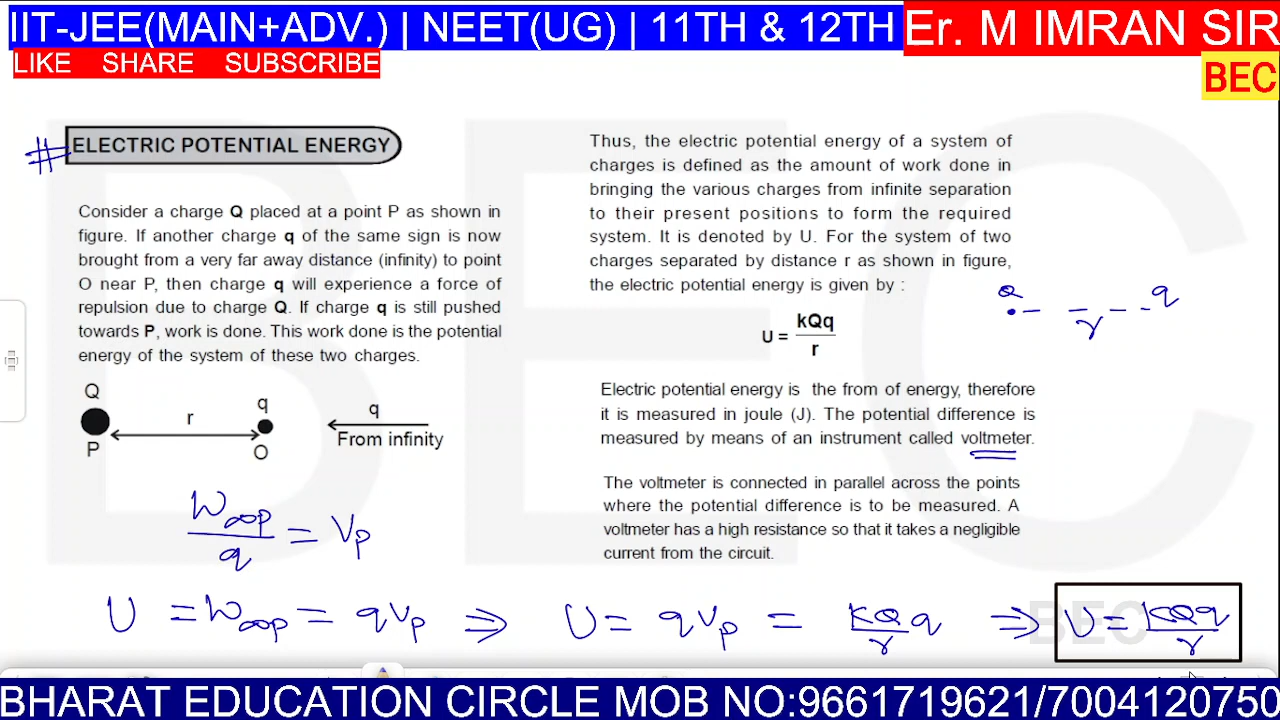 IIT-JEE(MAIN+ADV.) | NEET(UG) | 11TH & 12TH Er. M IMRAN SIR
LIKE SHARE SUBSCRIBE
BEC
# ELECTRIC POTENTIAL ENERGY
Consider a charge Q placed at a point P as shown in
figure. If another charge q of the same sign is now
brought from a very far away distance (infinity) to point
O near P, then charge q will experience a force of
repulsion due to charge Q. If charge q is still pushed
towards P, work is done. This work done is the potential
energy of the system of these two charges.
Q
P
r
q
O
q
From infinity
W∞p/q = Vp
Thus, the electric potential energy of a system of
charges is defined as the amount of work done in
bringing the various charges from infinite separation
to their present positions to form the required
system. It is denoted by U. For the system of two
charges separated by distance r as shown in figure,
the electric potential energy is given by :
Q r q
U = kQq/r
Electric potential energy is the from of energy, therefore
it is measured in joule (J). The potential difference is
measured by means of an instrument called voltmeter.
The voltmeter is connected in parallel across the points
where the potential difference is to be measured. A
voltmeter has a high resistance so that it takes a negligible
current from the circuit.
U = W∞p = qVp ⇒ U = qVp = kQ/r q ⇒ U = kQq/r
BEC
BEC
BHARAT EDUCATION CIRCLE MOB NO:9661719621/7004120750